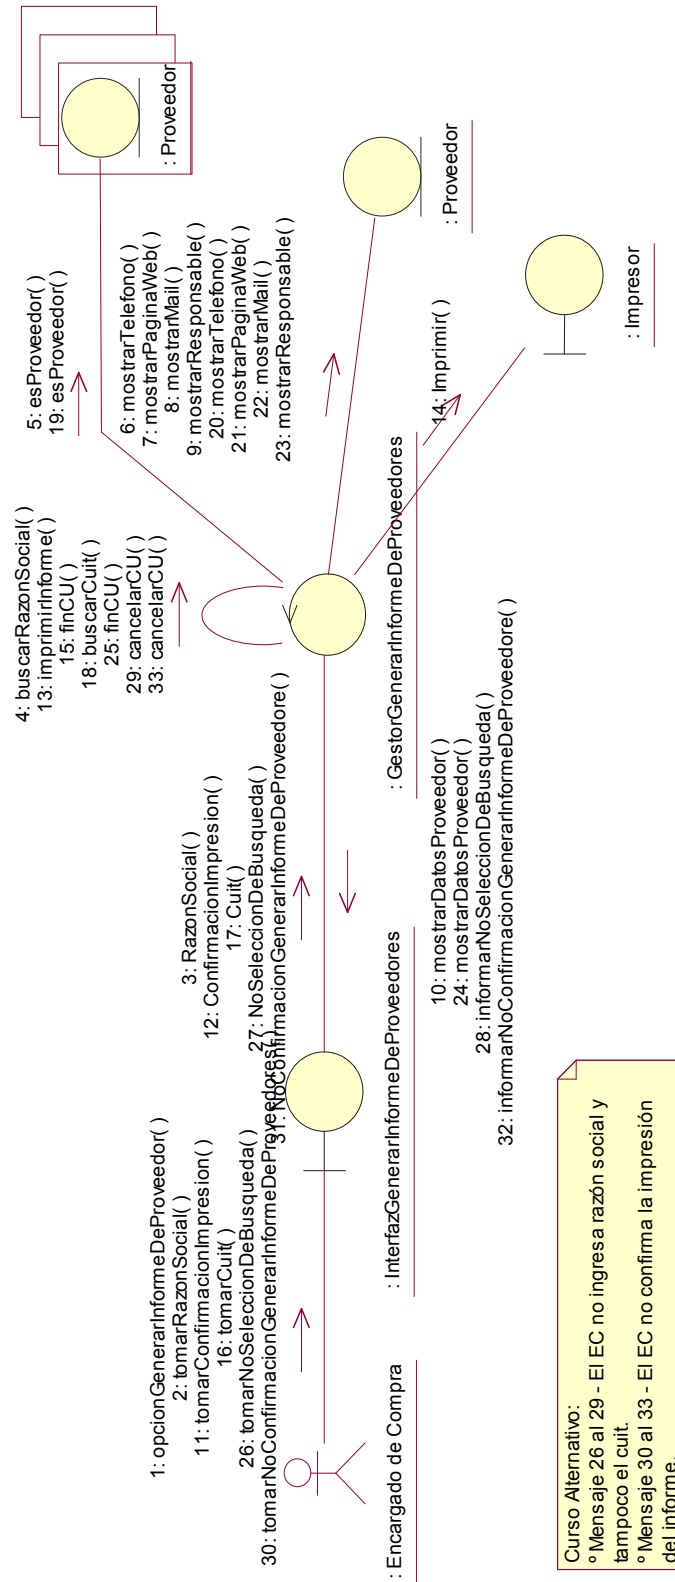 1: opcionGenerarInformeDeProveedor( )
2: tomarRazonSocial( )
11: tomarConfirmacionImpresion( )
16: tomarCuit( )
26: tomarNoSeleccionDeBusqueda( )
30: tomarNoConfirmacionGenerarInformeDeProveedores( )
: Encargado de Compra
3: RazonSocial( )
12: ConfirmacionImpresion( )
17: Cuit( )
27: NoSeleccionDeBusqueda( )
31: NoConfirmacionGenerarInformeDeProveedore( )
: InterfazGenerarInformeDeProveedores
10: mostrarDatosProveedor( )
24: mostrarDatosProveedor( )
28: informarNoSeleccionDeBusqueda( )
32: informarNoConfirmacionGenerarInformeDeProveedore( )
4: buscarRazonSocial( )
13: imprimirInforme( )
15: finCU( )
18: buscarCuit( )
25: finCU( )
29: cancelarCU( )
33: cancelarCU( )
: GestorGenerarInformeDeProveedores
5: esProveedor( )
19: esProveedor( )
: Proveedor
6: mostrarTelefono( )
7: mostrarPaginaWeb( )
8: mostrarMail( )
9: mostrarResponsable( )
20: mostrarTelefono( )
21: mostrarPaginaWeb( )
22: mostrarMail( )
23: mostrarResponsable( )
: Proveedor
14: Imprimir( )
: Impresor
Curso Alternativo:
º Mensaje 26 al 29 - El EC no ingresa razón social y
tampoco el cuit.
º Mensaje 30 al 33 - El EC no confirma la impresión
del informe.